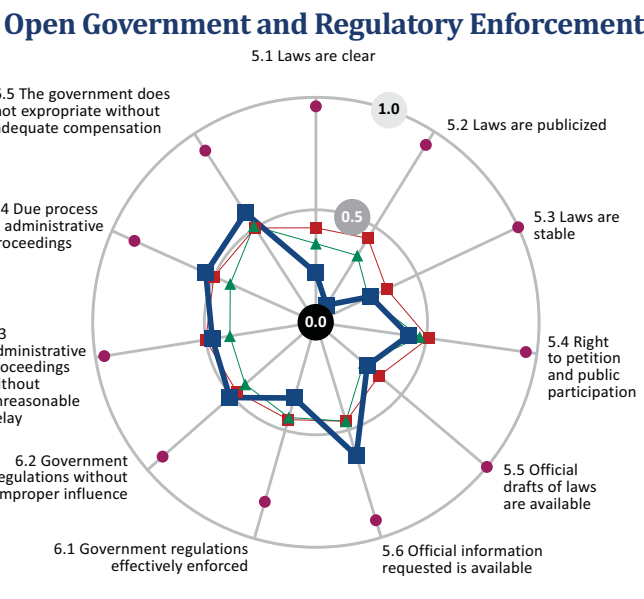 Open Government and Regulatory Enforcement
5.1 Laws are clear
.5 The government does
ot expropriate without
dequate compensation
1.0
5.2 Laws are publicized
4 Due process
administrative
roceedings
0.5
5.3 Laws are
stable
0.0
3
dministrative
roceedings
ithout
nreasonable
elay
5.4 Right
to petition
and public
participation
6.2 Government
egulations without
mproper influence
5.5 Official
drafts of laws
are available
6.1 Government regulations
effectively enforced
5.6 Official information
requested is available